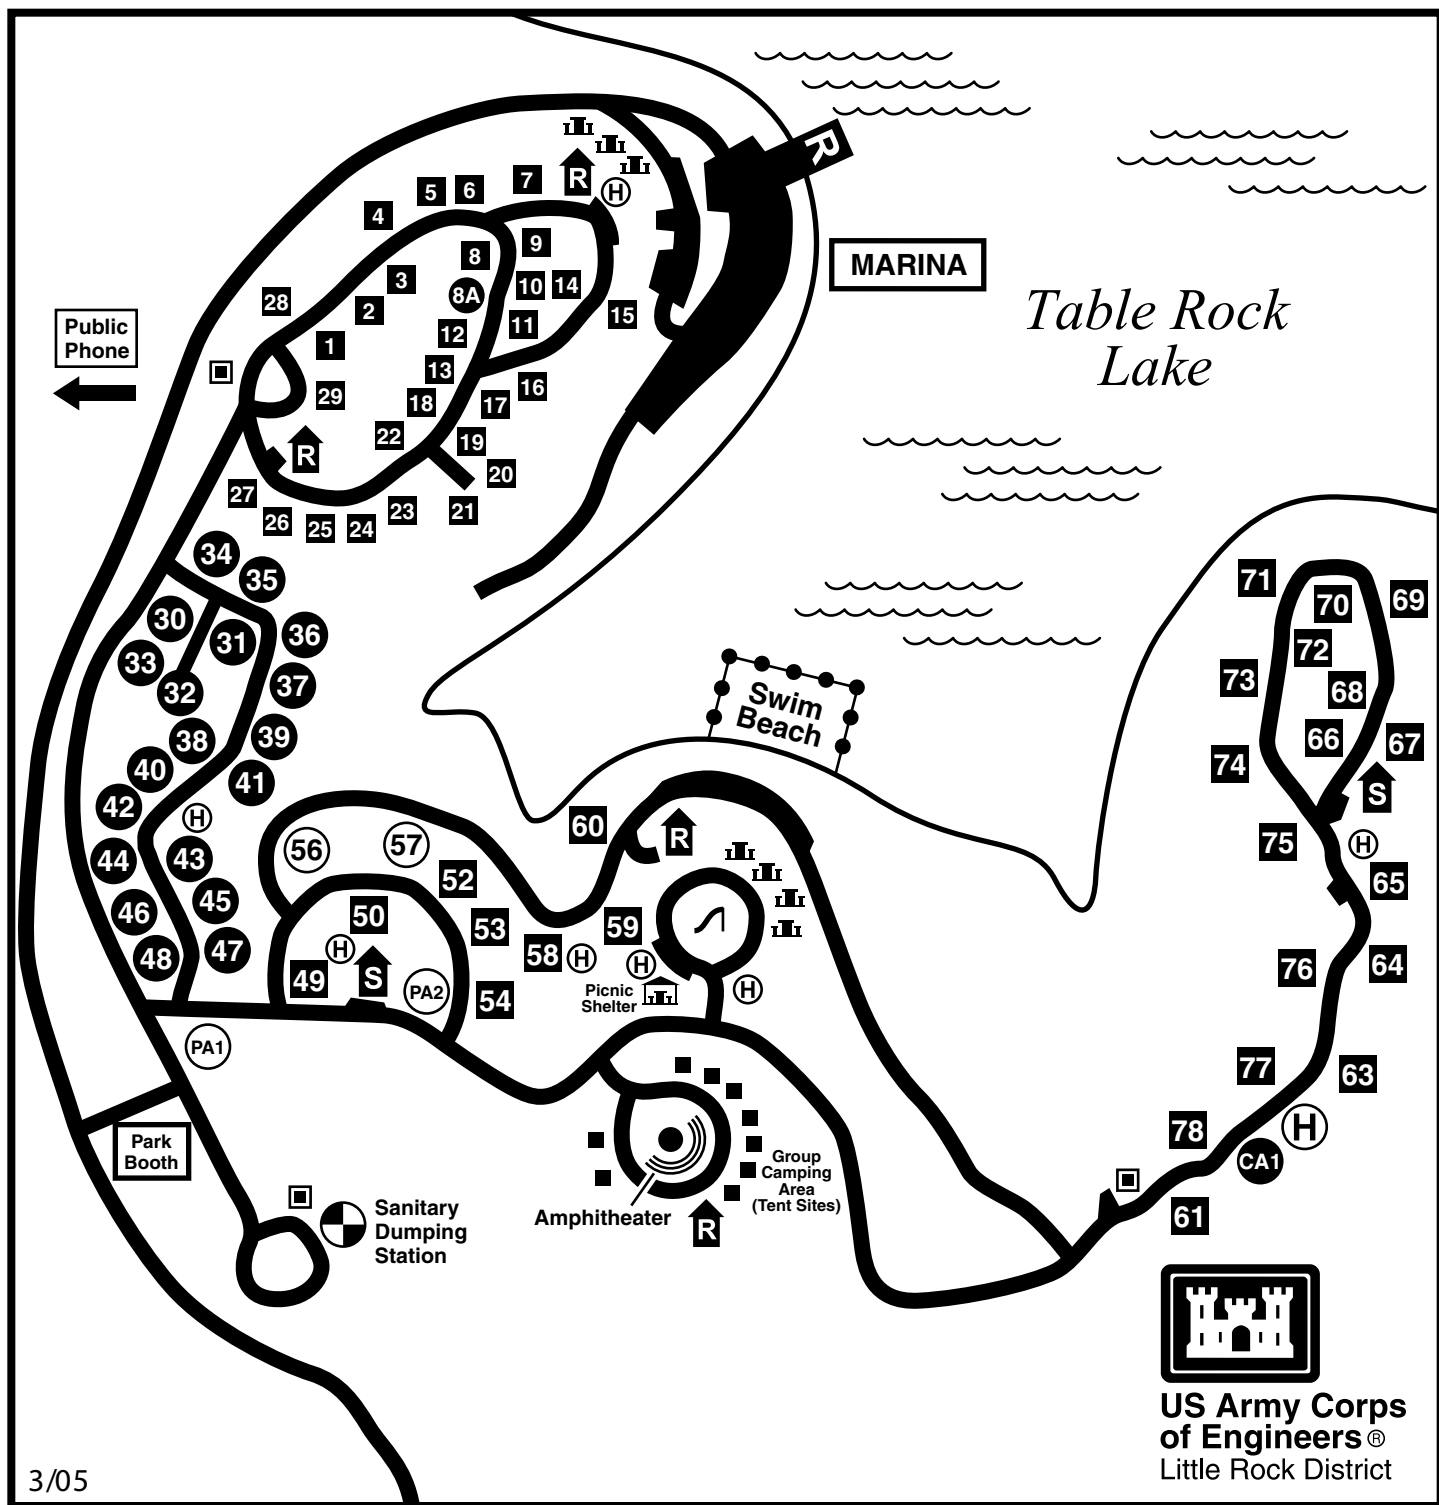 R
MARINA
Table Rock
Lake
Public
Phone
5
6
7
R
H
4
8
9
3
8A
10
14
28
2
12
11
15
1
13
16
29
18
17
22
19
R
20
27
26
25
24
23
21
34
35
30
31
36
33
32
37
38
39
40
41
42
H
44
43
46
45
48
47
56
57
52
50
53
H
49
S
PA2
54
PA1
60
R
59
58
H
H
Picnic
Shelter
H
Swim
Beach
71
70
69
72
73
68
66
67
74
S
75
H
65
76
64
77
63
78
H
CA1
61
Park
Booth
Sanitary
Dumping
Station
Amphitheater
Group
Camping
Area
(Tent Sites)
R
US Army Corps
of Engineers ®
Little Rock District
3/05